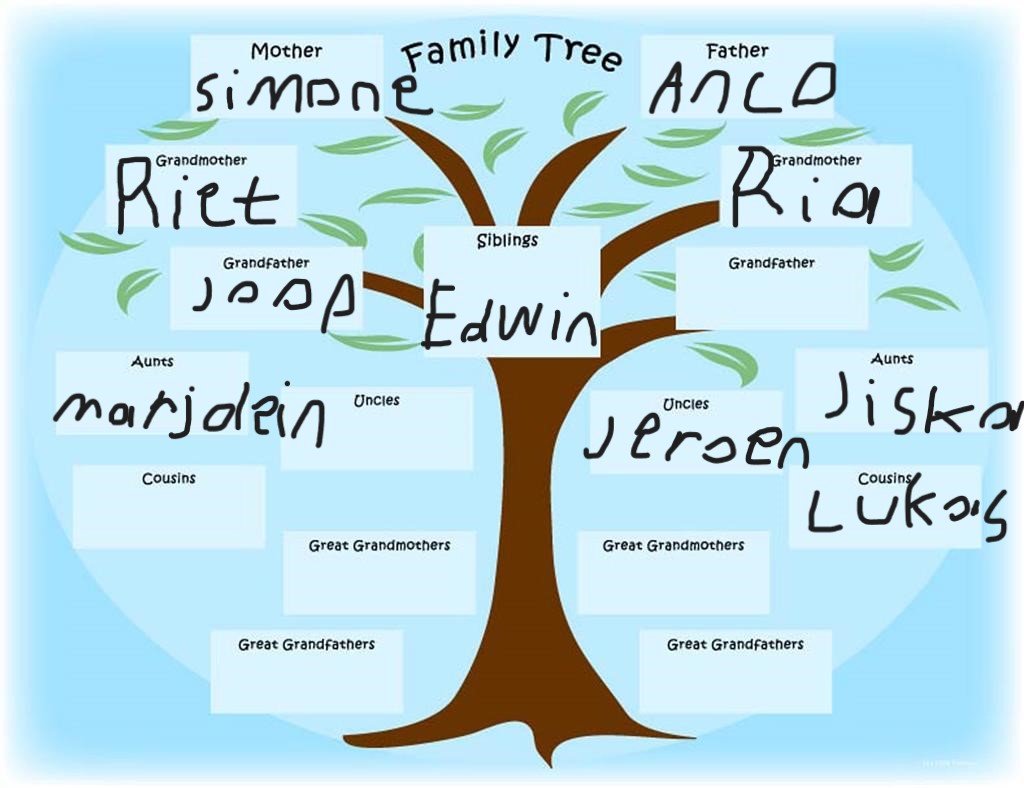 Family Tree
Mother
Simone
Father
Anco
Grandmother
Riet
Grandmother
Ria
Siblings
Edwin
Grandfather
Joop
Grandfather
Aunts
marjolein
Uncles
Uncles
Jeroen
Aunts
Jiska
Cousins
Cousins
Lukas
Great Grandmothers
Great Grandmothers
Great Grandfathers
Great Grandfathers